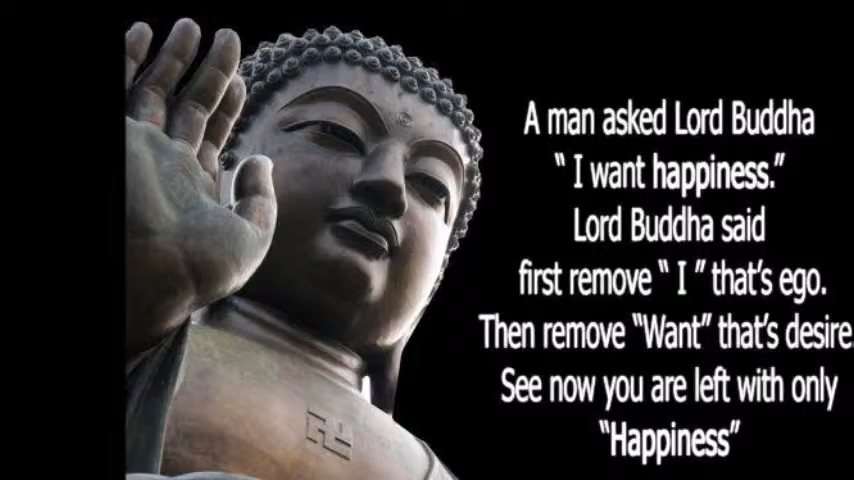 A man asked Lord Buddha
“ I want happiness.”
Lord Buddha said
first remove “ I ” that’s ego.
Then remove “Want” that’s desire.
See now you are left with only
“Happiness”